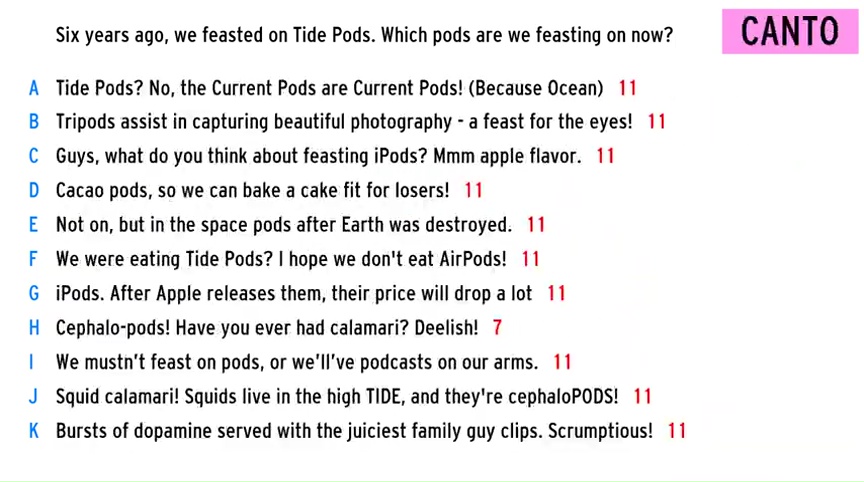 Six years ago, we feasted on Tide Pods. Which pods are we feasting on now?
CANTO
A Tide Pods? No, the Current Pods are Current Pods! (Because Ocean) 11
B Tripods assist in capturing beautiful photography - a feast for the eyes! 11
C Guys, what do you think about feasting iPods? Mmm apple flavor. 11
D Cacao pods, so we can bake a cake fit for losers! 11
E Not on, but in the space pods after Earth was destroyed. 11
F We were eating Tide Pods? I hope we don't eat AirPods! 11
G iPods. After Apple releases them, their price will drop a lot 11
H Cephalo-pods! Have you ever had calamari? Deelish! 7
I We mustn't feast on pods, or we'll've podcasts on our arms. 11
J Squid calamari! Squids live in the high TIDE, and they're cephaloPODS! 11
K Bursts of dopamine served with the juiciest family guy clips. Scrumptious! 11